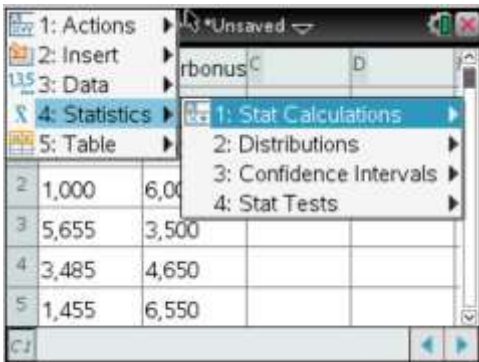 1: Actions
*Unsaved
2: Insert
rbonus C D
3: Data
4: Statistics
1: Stat Calculations
5: Table
2: Distributions
3: Confidence Intervals
4: Stat Tests
2 1,000 6,00
3 5,655 3,500
4 3,485 4,650
5 1,455 6,550
C1